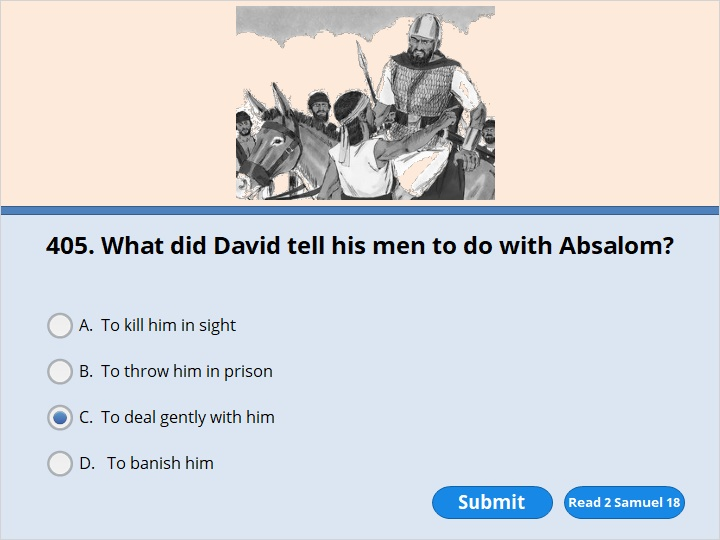 405. What did David tell his men to do with Absalom?
A. To kill him in sight
B. To throw him in prison
C. To deal gently with him
D. To banish him
Submit
Read 2 Samuel 18